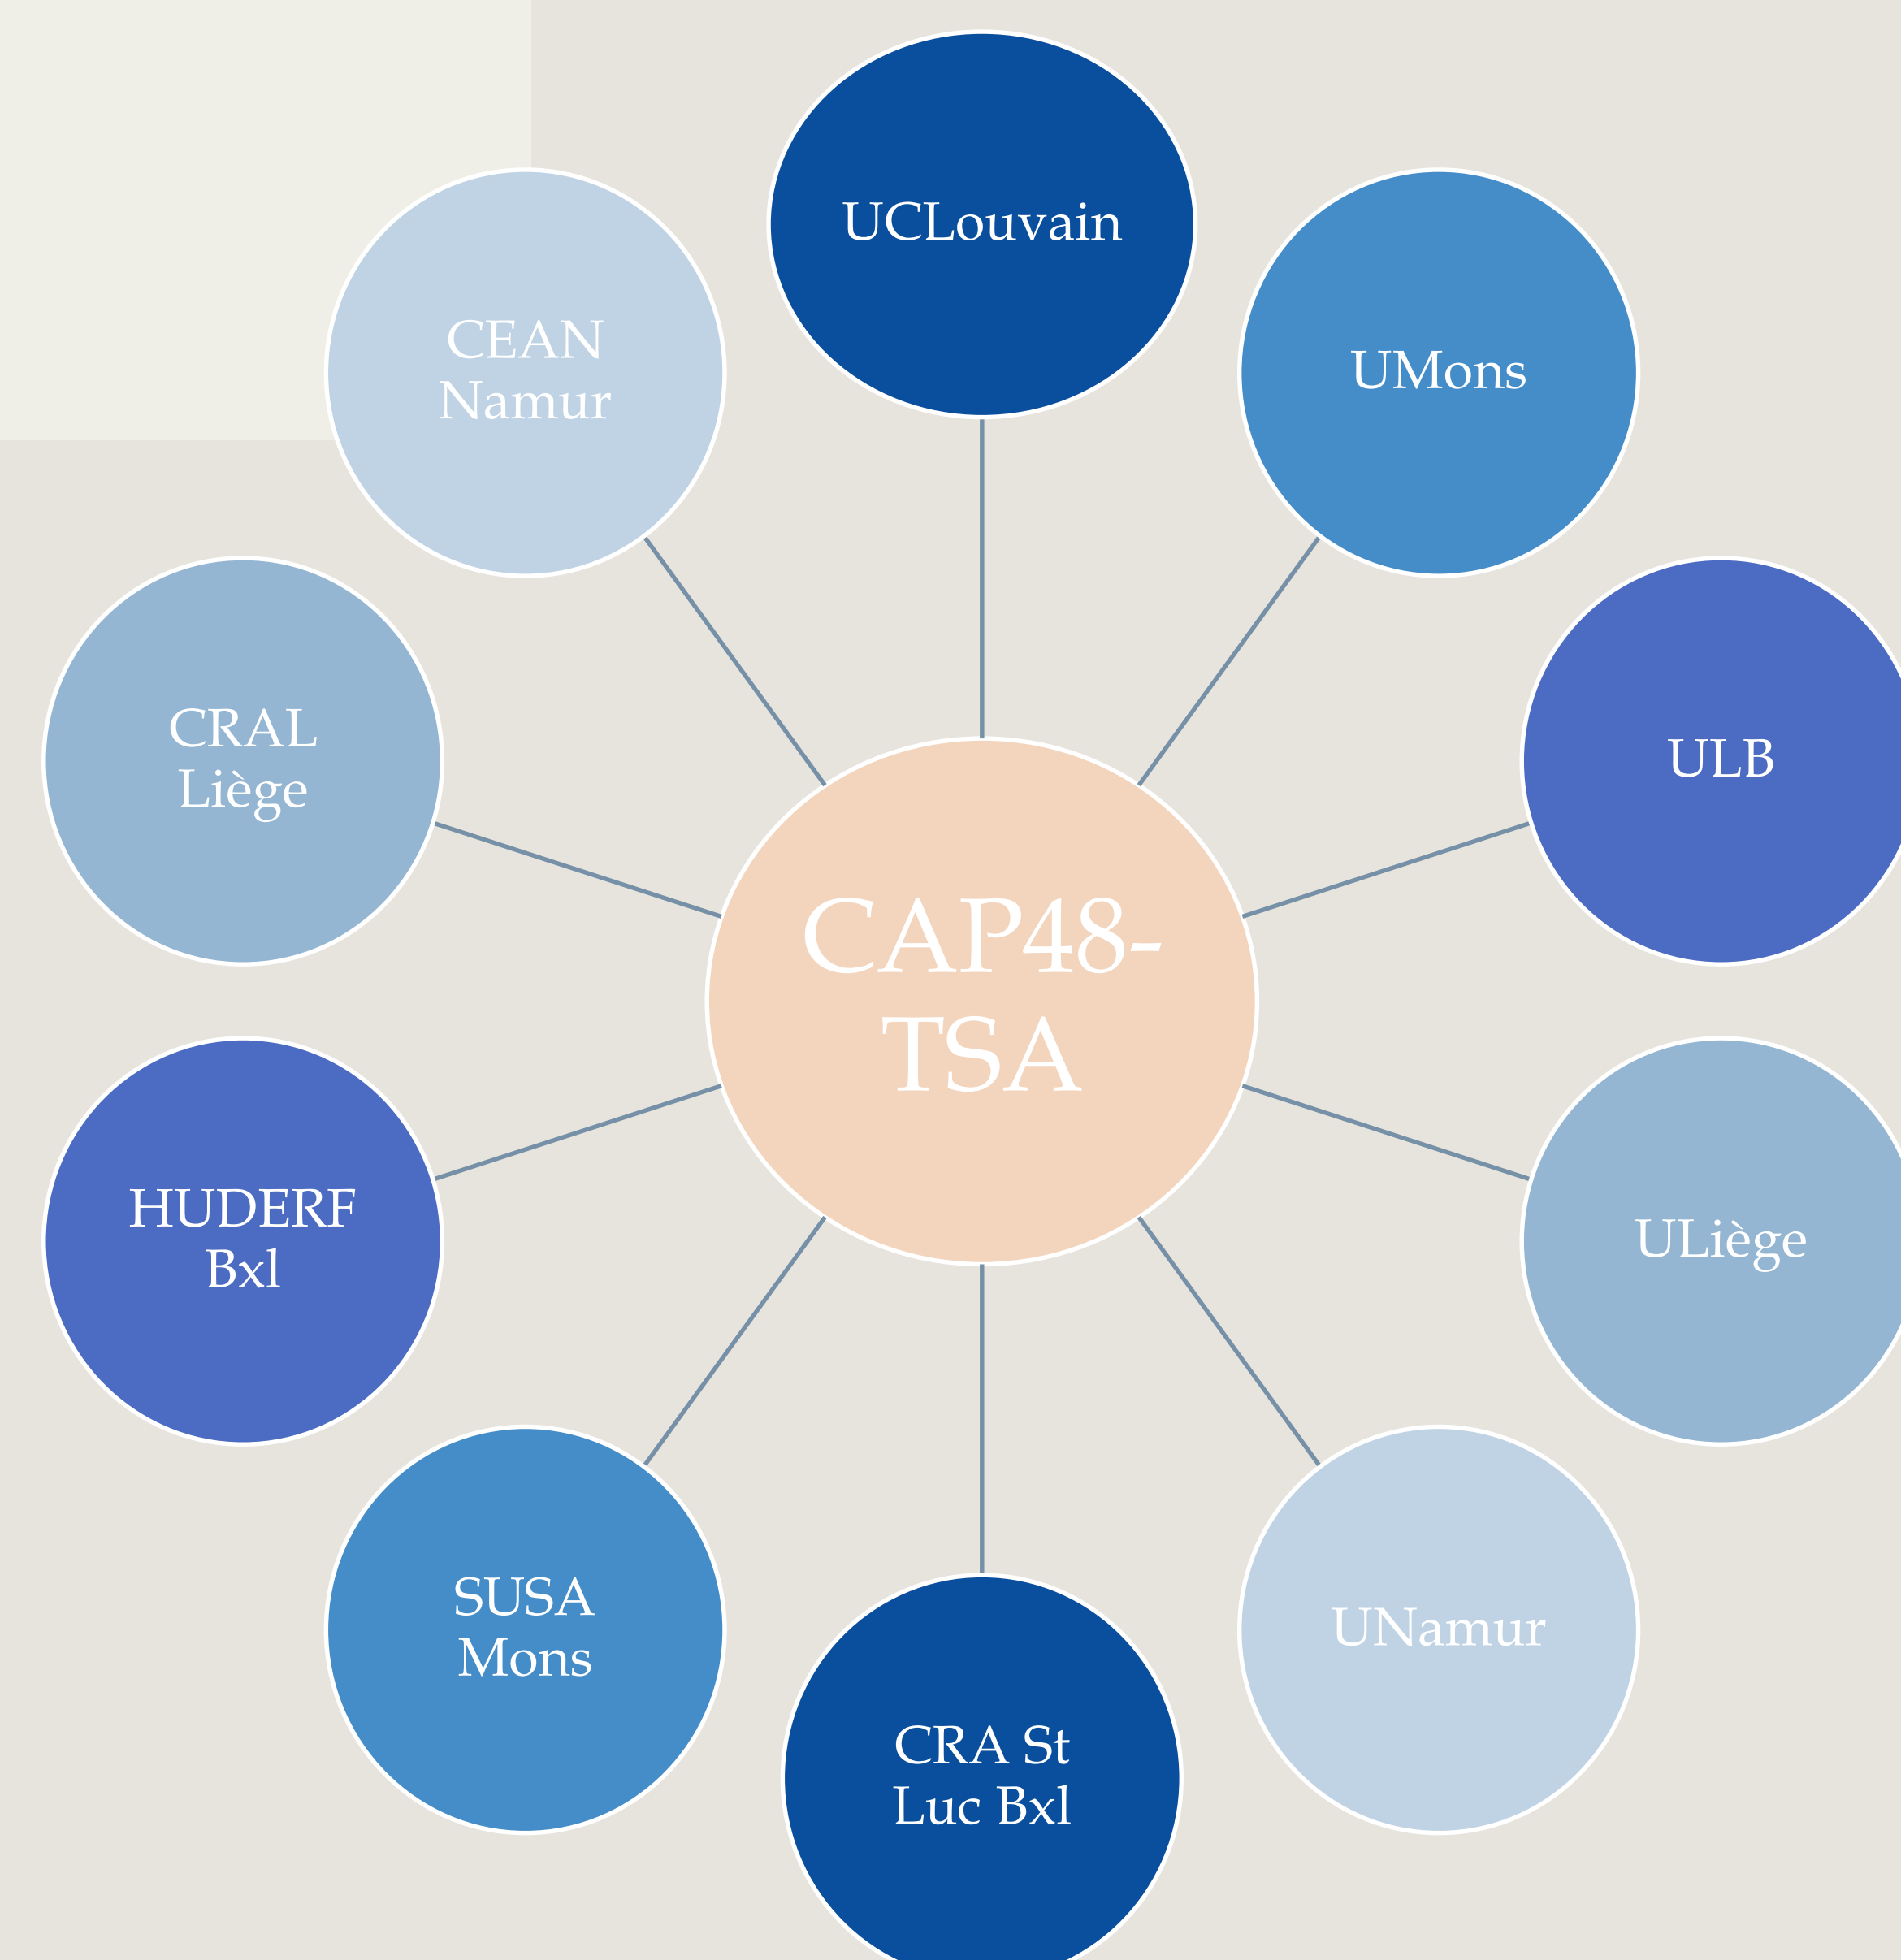 UCLouvain
UMons
ULB
ULiège
UNamur
CRA St
Luc Bxl
SUSA
Mons
HUDERF
Bxl
CRAL
Liège
CEAN
Namur
CAP48-
TSA